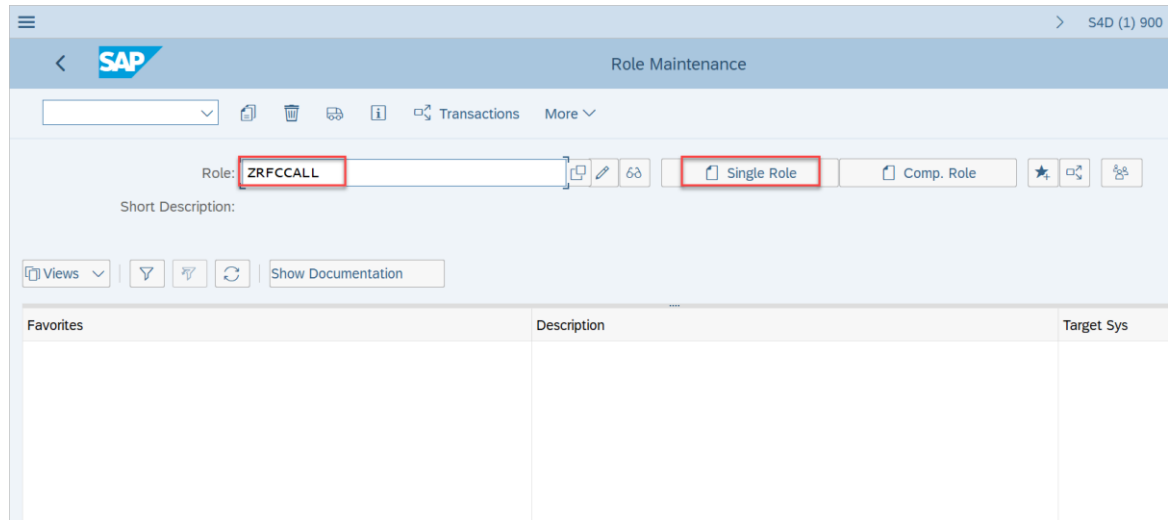 S4D (1) 900
SAP Role Maintenance
Transactions More
Role: ZRFCCALL Single Role Comp. Role
Short Description:
Views Show Documentation
Favorites Description Target Sys